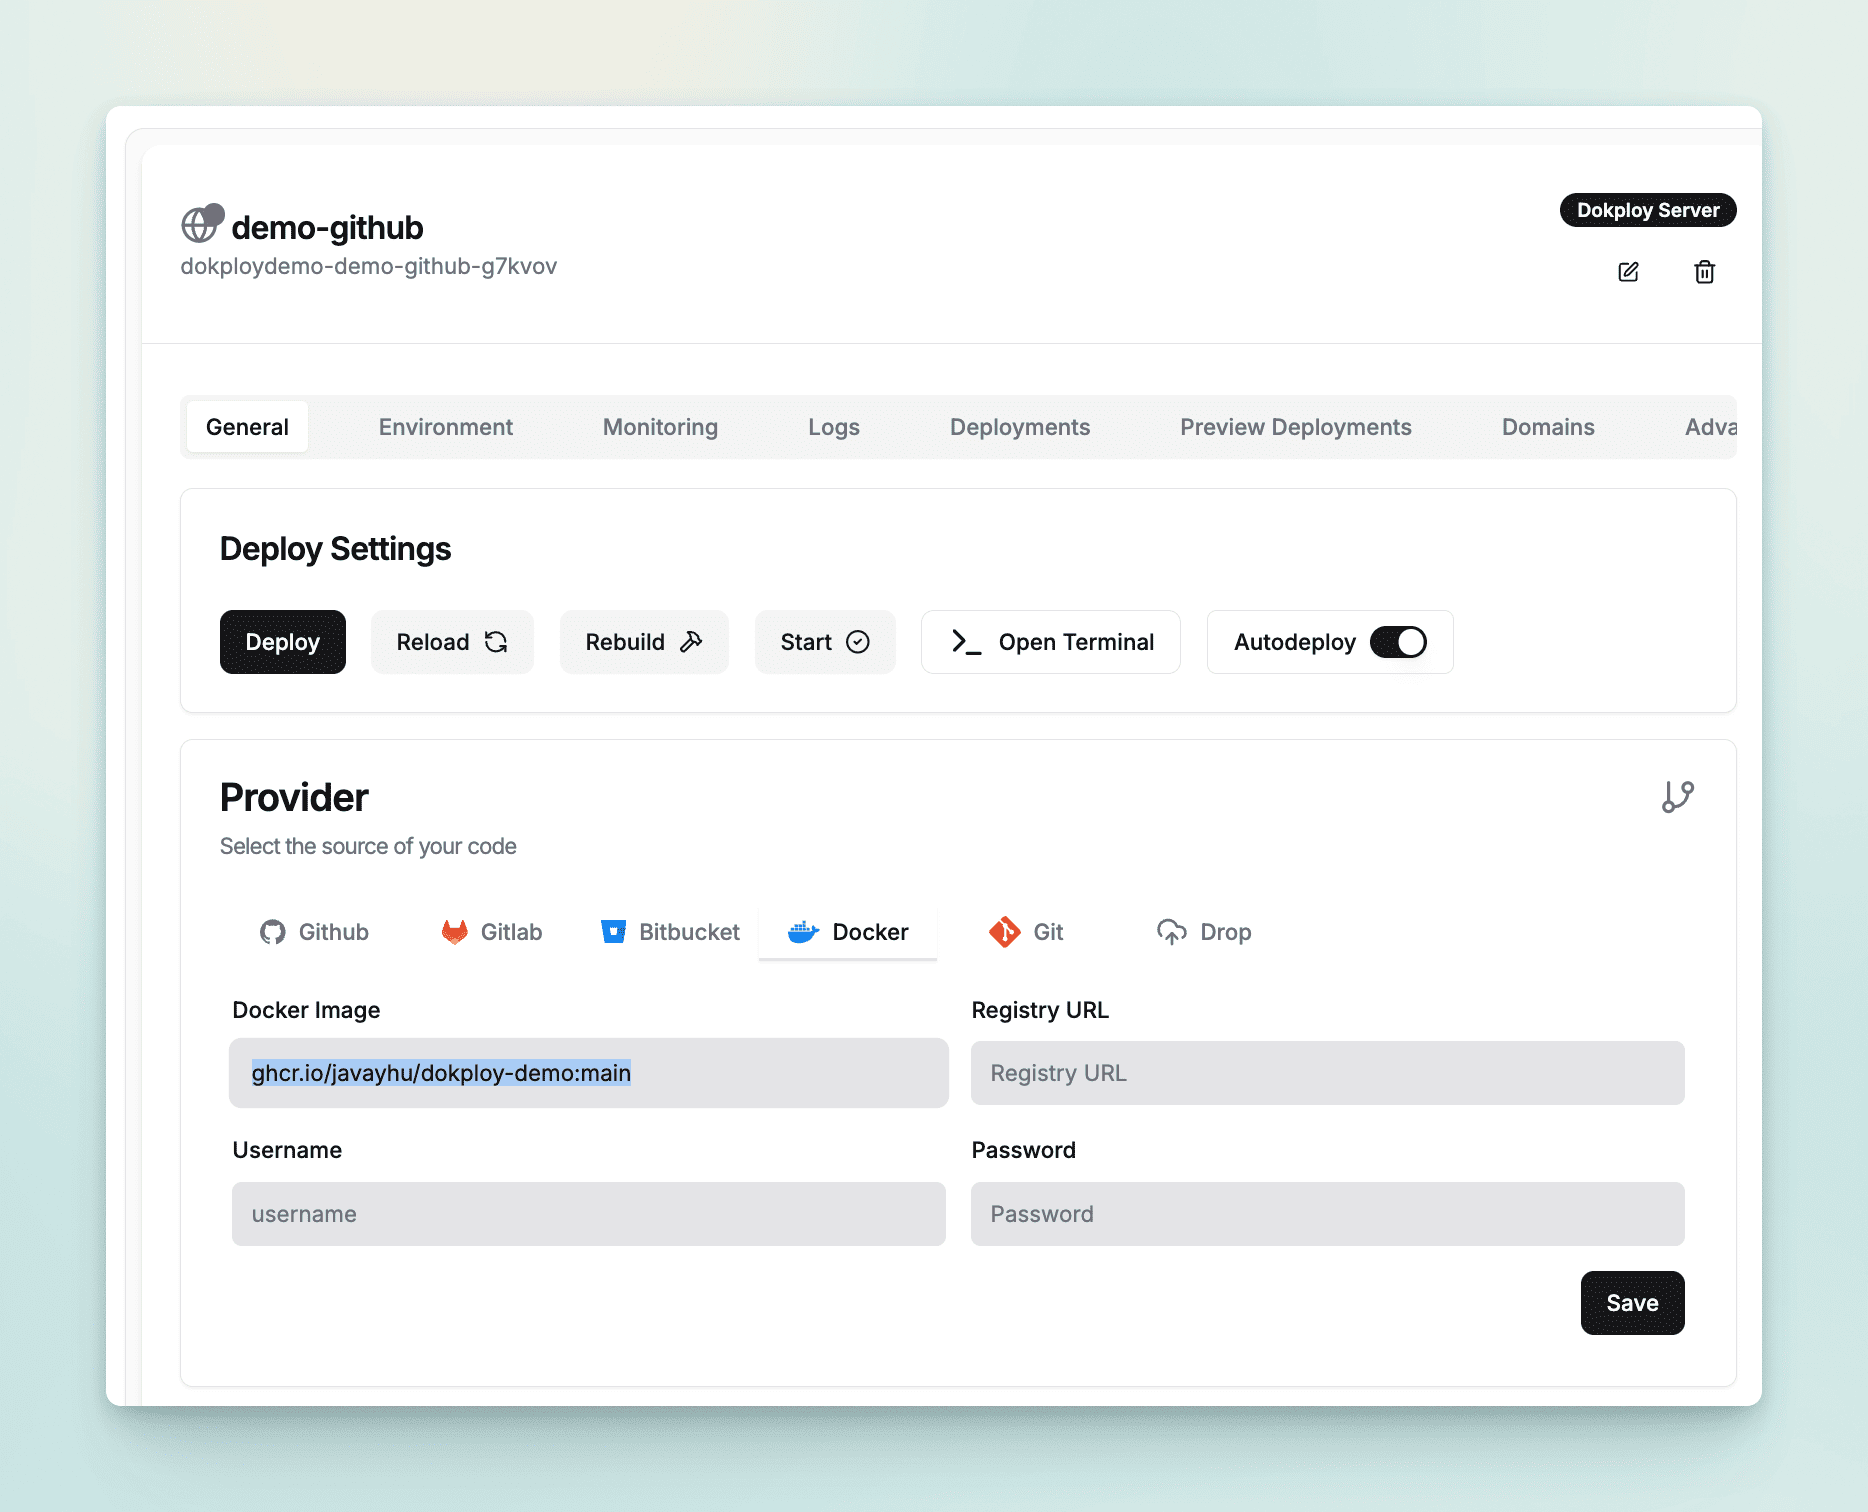 demo-github
Dokploy Server
dokploydemo-demo-github-g7kvov
General Environment Monitoring Logs Deployments Preview Deployments Domains Adva
Deploy Settings
Deploy Reload Rebuild Start Open Terminal Autodeploy
Provider
Select the source of your code
Github Gitlab Bitbucket Docker Git Drop
Docker Image Registry URL
ghcr.io/javayhu/dokploy-demo:main Registry URL
Username Password
username Password
Save